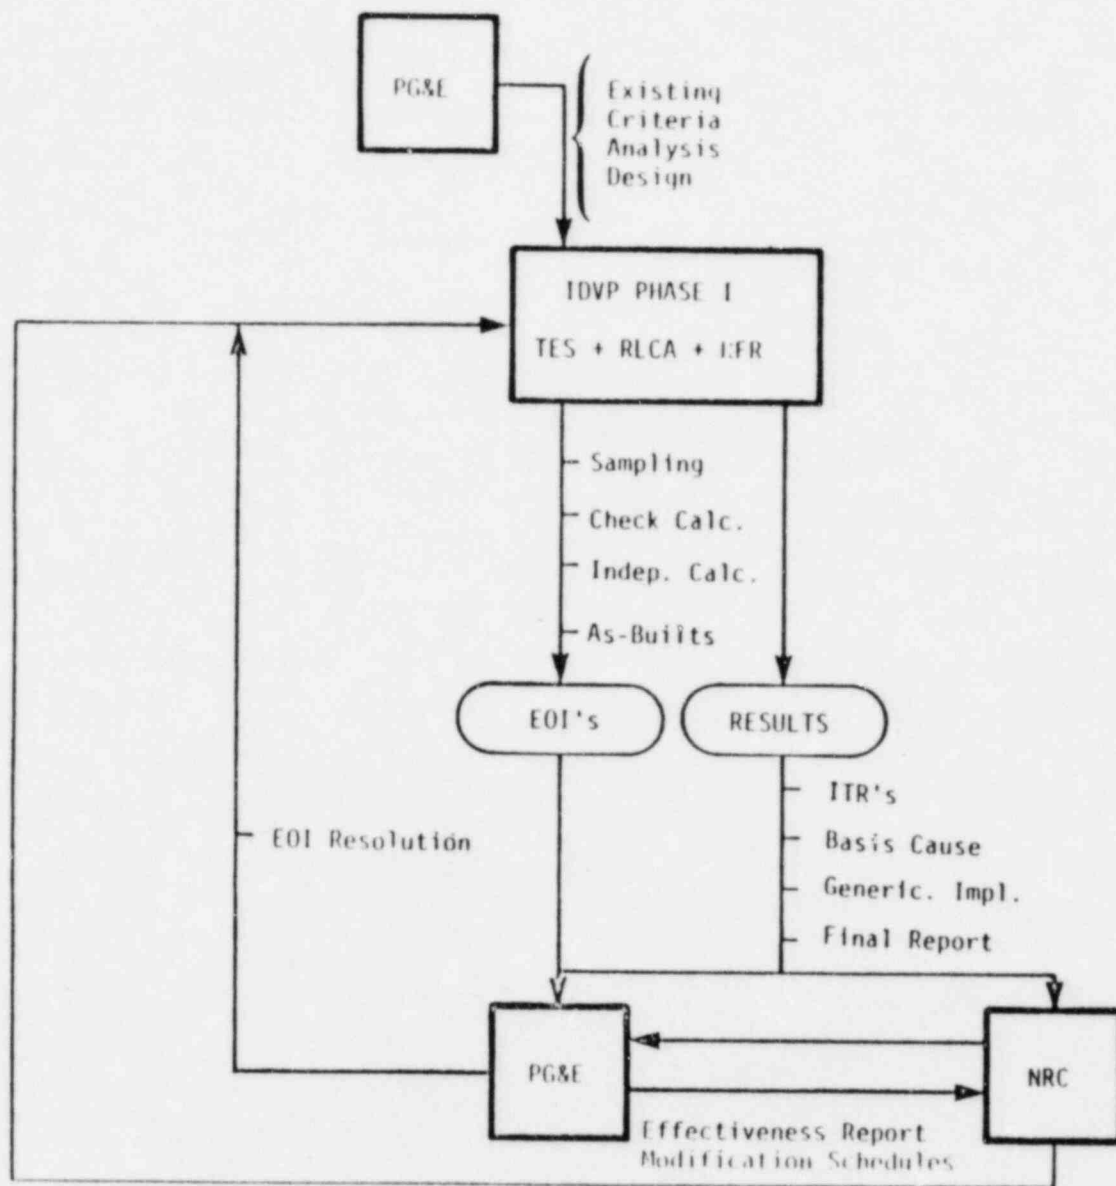 PG&E
Existing
Criteria
Analysis
Design
IDVP PHASE I
TES + RLCA + RFR
Sampling
Check Calc.
Indep. Calc.
As-Builts
EOI's
RESULTS
ITR's
Basis Cause
Generic. Impl.
Final Report
EOI Resolution
PG&E
NRC
Effectiveness Report
Modification Schedules